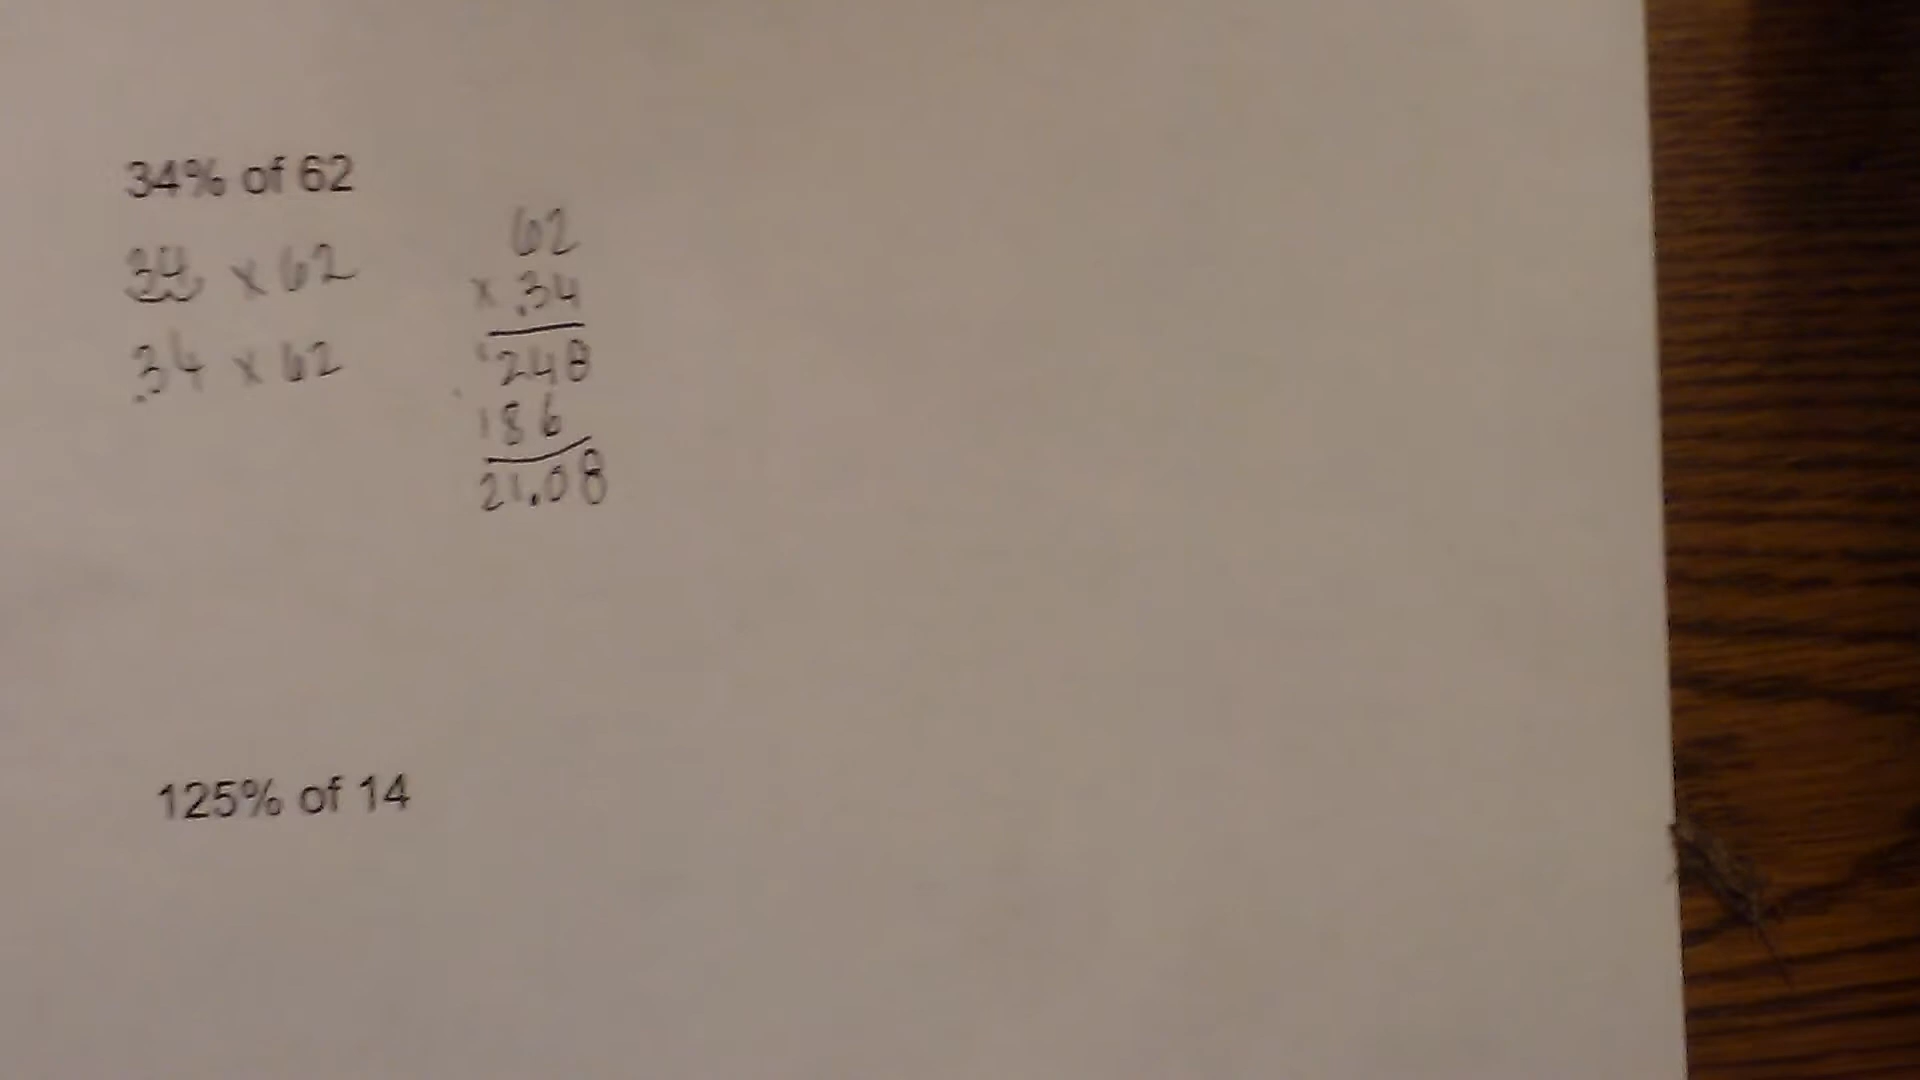 34% of 62
34 x 62
.34 x 62
62
x .34
248
186
21.08
125% of 14